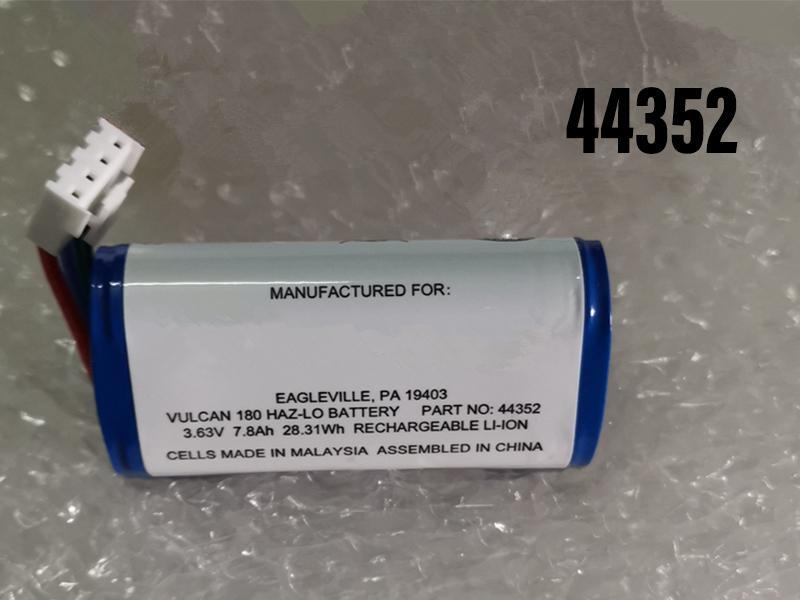 44352
MANUFACTURED FOR:
EAGLEVILLE, PA 19403
VULCAN 180 HAZ-LO BATTERY PART NO: 44352
3.63V 7.8Ah 28.31Wh RECHARGEABLE LI-ION
CELLS MADE IN MALAYSIA ASSEMBLED IN CHINA